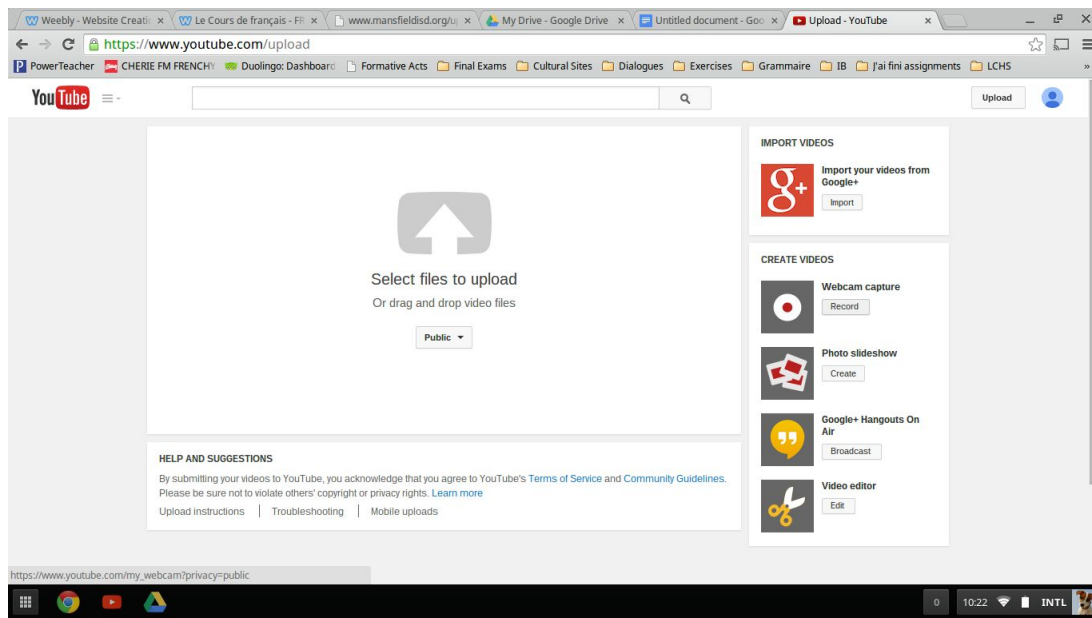 Weebly - Website Creatic
Le Cours de français - FR
www.mansfieldisd.org/u
My Drive - Google Drive
Untitled document - Goo
Upload - YouTube
https://www.youtube.com/upload
PowerTeacher
CHERIE FM FRENCHY
Duolingo: Dashboard
Formative Acts
Final Exams
Cultural Sites
Dialogues
Exercises
Grammaire
IB
J'ai fini assignments
LCHS
»
YouTube
Upload
Select files to upload
Or drag and drop video files
Public
HELP AND SUGGESTIONS
By submitting your videos to YouTube, you acknowledge that you agree to YouTube's Terms of Service and Community Guidelines.
Please be sure not to violate others' copyright or privacy rights. Learn more
Upload instructions | Troubleshooting | Mobile uploads
IMPORT VIDEOS
g+
Import your videos from
Google+
Import
CREATE VIDEOS
Webcam capture
Record
Photo slideshow
Create
Google+ Hangouts On
Air
Broadcast
Video editor
Edit
https://www.youtube.com/my_webcam?privacy=public
0
10:22
INTL